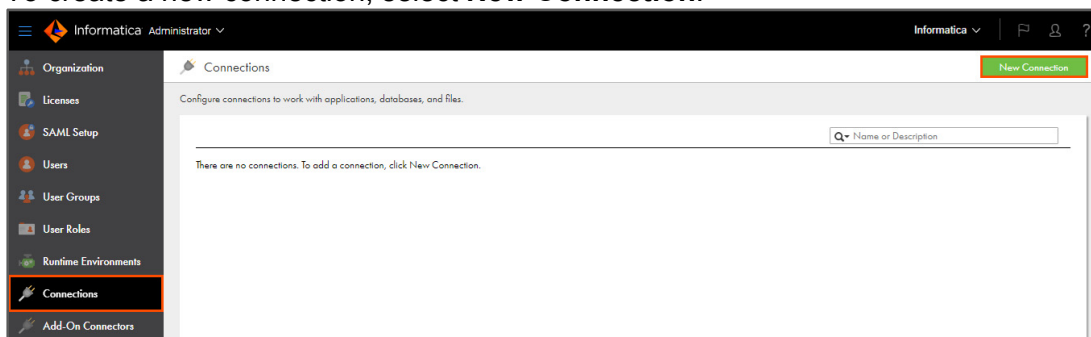 To create a new connection, select New Connection.
Informatica Administrator
Informatica
?
Organization
Connections
New Connection
Licenses
Configure connections to work with applications, databases, and files.
SAML Setup
Name or Description
Users
There are no connections. To add a connection, click New Connection.
User Groups
User Roles
Runtime Environments
Connections
Add-On Connectors